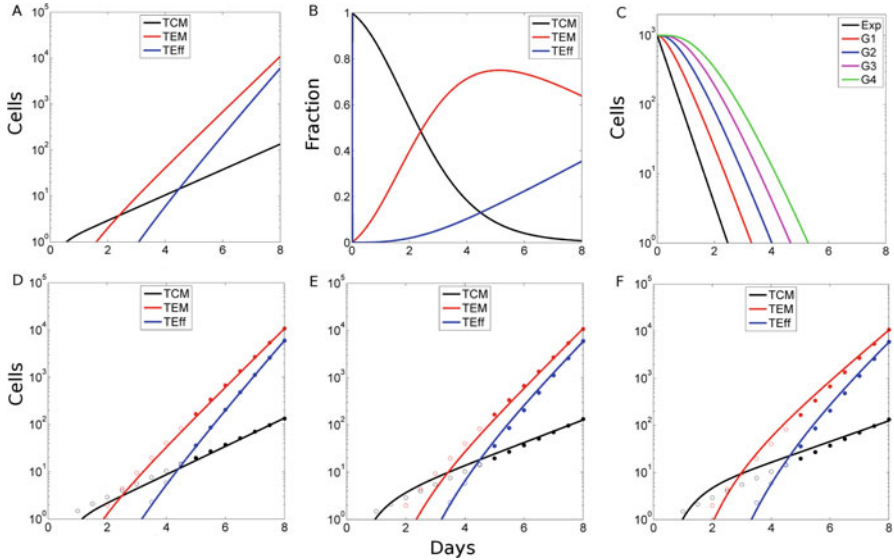 A
TCM
TEM
TEff
Cells
10^5
10^4
10^3
10^2
10^1
10^0
0 2 4 6 8
B
TCM
TEM
TEff
Fraction
1
0.8
0.6
0.4
0.2
0
0 2 4 6 8
C
Exp
G1
G2
G3
G4
Cells
10^3
10^2
10^1
10^0
0 2 4 6 8
D
TCM
TEM
TEff
Cells
10^5
10^4
10^3
10^2
10^1
10^0
0 2 4 6 8
E
TCM
TEM
TEff
10^5
10^4
10^3
10^2
10^1
10^0
0 2 4 6 8
Days
F
TCM
TEM
TEff
10^5
10^4
10^3
10^2
10^1
10^0
0 2 4 6 8